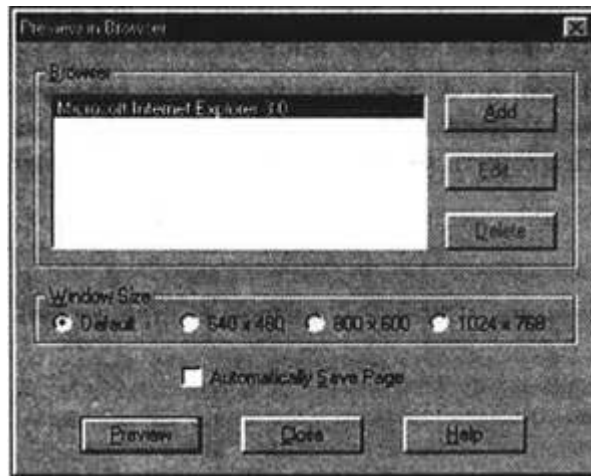 Preview in Browser
Browser
Microsoft Internet Explorer 3.0
Add
Edit...
Delete
Window Size
Default 640 x 480 800 x 600 1024 x 768
Automatically Save Page
Preview Close Help